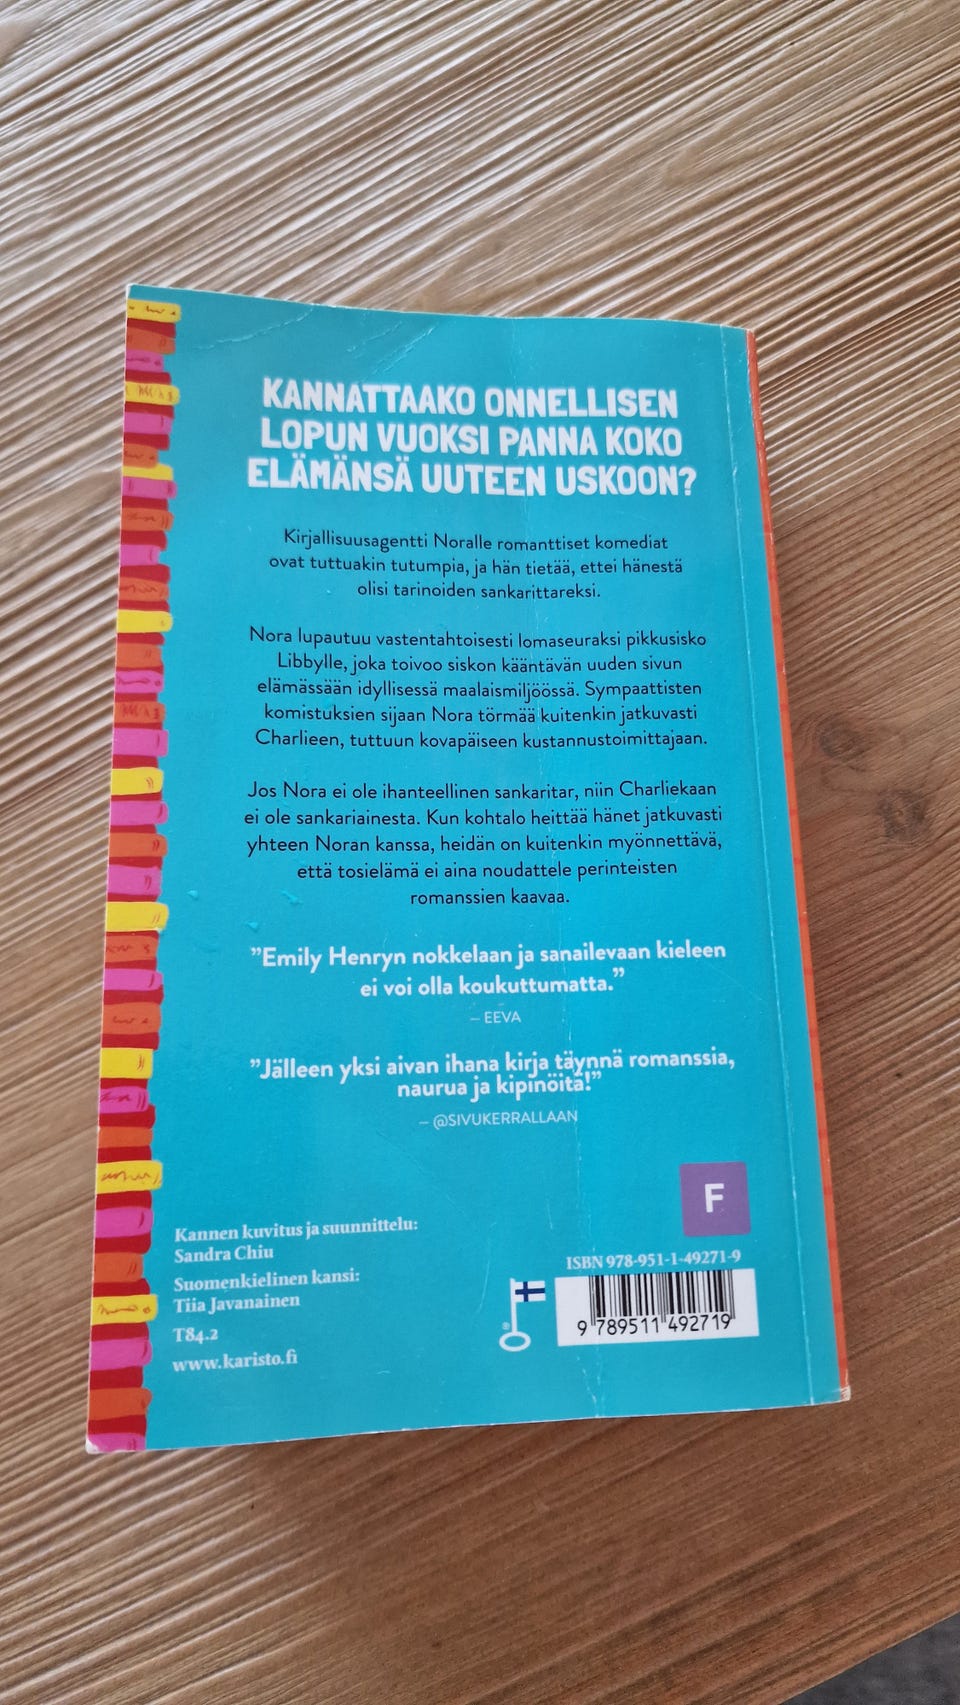 KANNATTAAKO ONNELLISEN
LOPUN VUOKSI PANNA KOKO
ELÄMÄNSÄ UUTEEN USKOON?
Kirjallisuusagentti Noralle romanttiset komediat
ovat tuttuakin tutumpia, ja hän tietää, ettei hänestä
olisi tarinoiden sankarittareksi.
Nora lupautuu vastentahtoisesti lomaseuraksi pikkusisko
Libbylle, joka toivoo siskon kääntävän uuden sivun
elämässään idyllisessä maalaismiljöössä. Sympaattisten
komistuksien sijaan Nora törmää kuitenkin jatkuvasti
Charlieen, tuttuun kovapäiseen kustannustoimittajaan.
Jos Nora ei ole ihanteellinen sankaritar, niin Charliekaan
ei ole sankariainesta. Kun kohtalo heittää hänet jatkuvasti
yhteen Noran kanssa, heidän on kuitenkin myönnettävä,
että tosielämä ei aina noudattele perinteisten
romanssien kaavaa.
”Emily Henryn nokkelaan ja sanailevaan kieleen
ei voi olla koukuttumatta.”
– EEVA
”Jälleen yksi aivan ihana kirja täynnä romanssia,
naurua ja kipinöitä!”
– @SIVUKERRALLAAN
F
Kannen kuvitus ja suunnittelu:
Sandra Chiu
Suomenkielinen kansi:
Tiia Javanainen
T84.2
www.karisto.fi
ISBN 978-951-1-49271-9
®
9 789511 492719